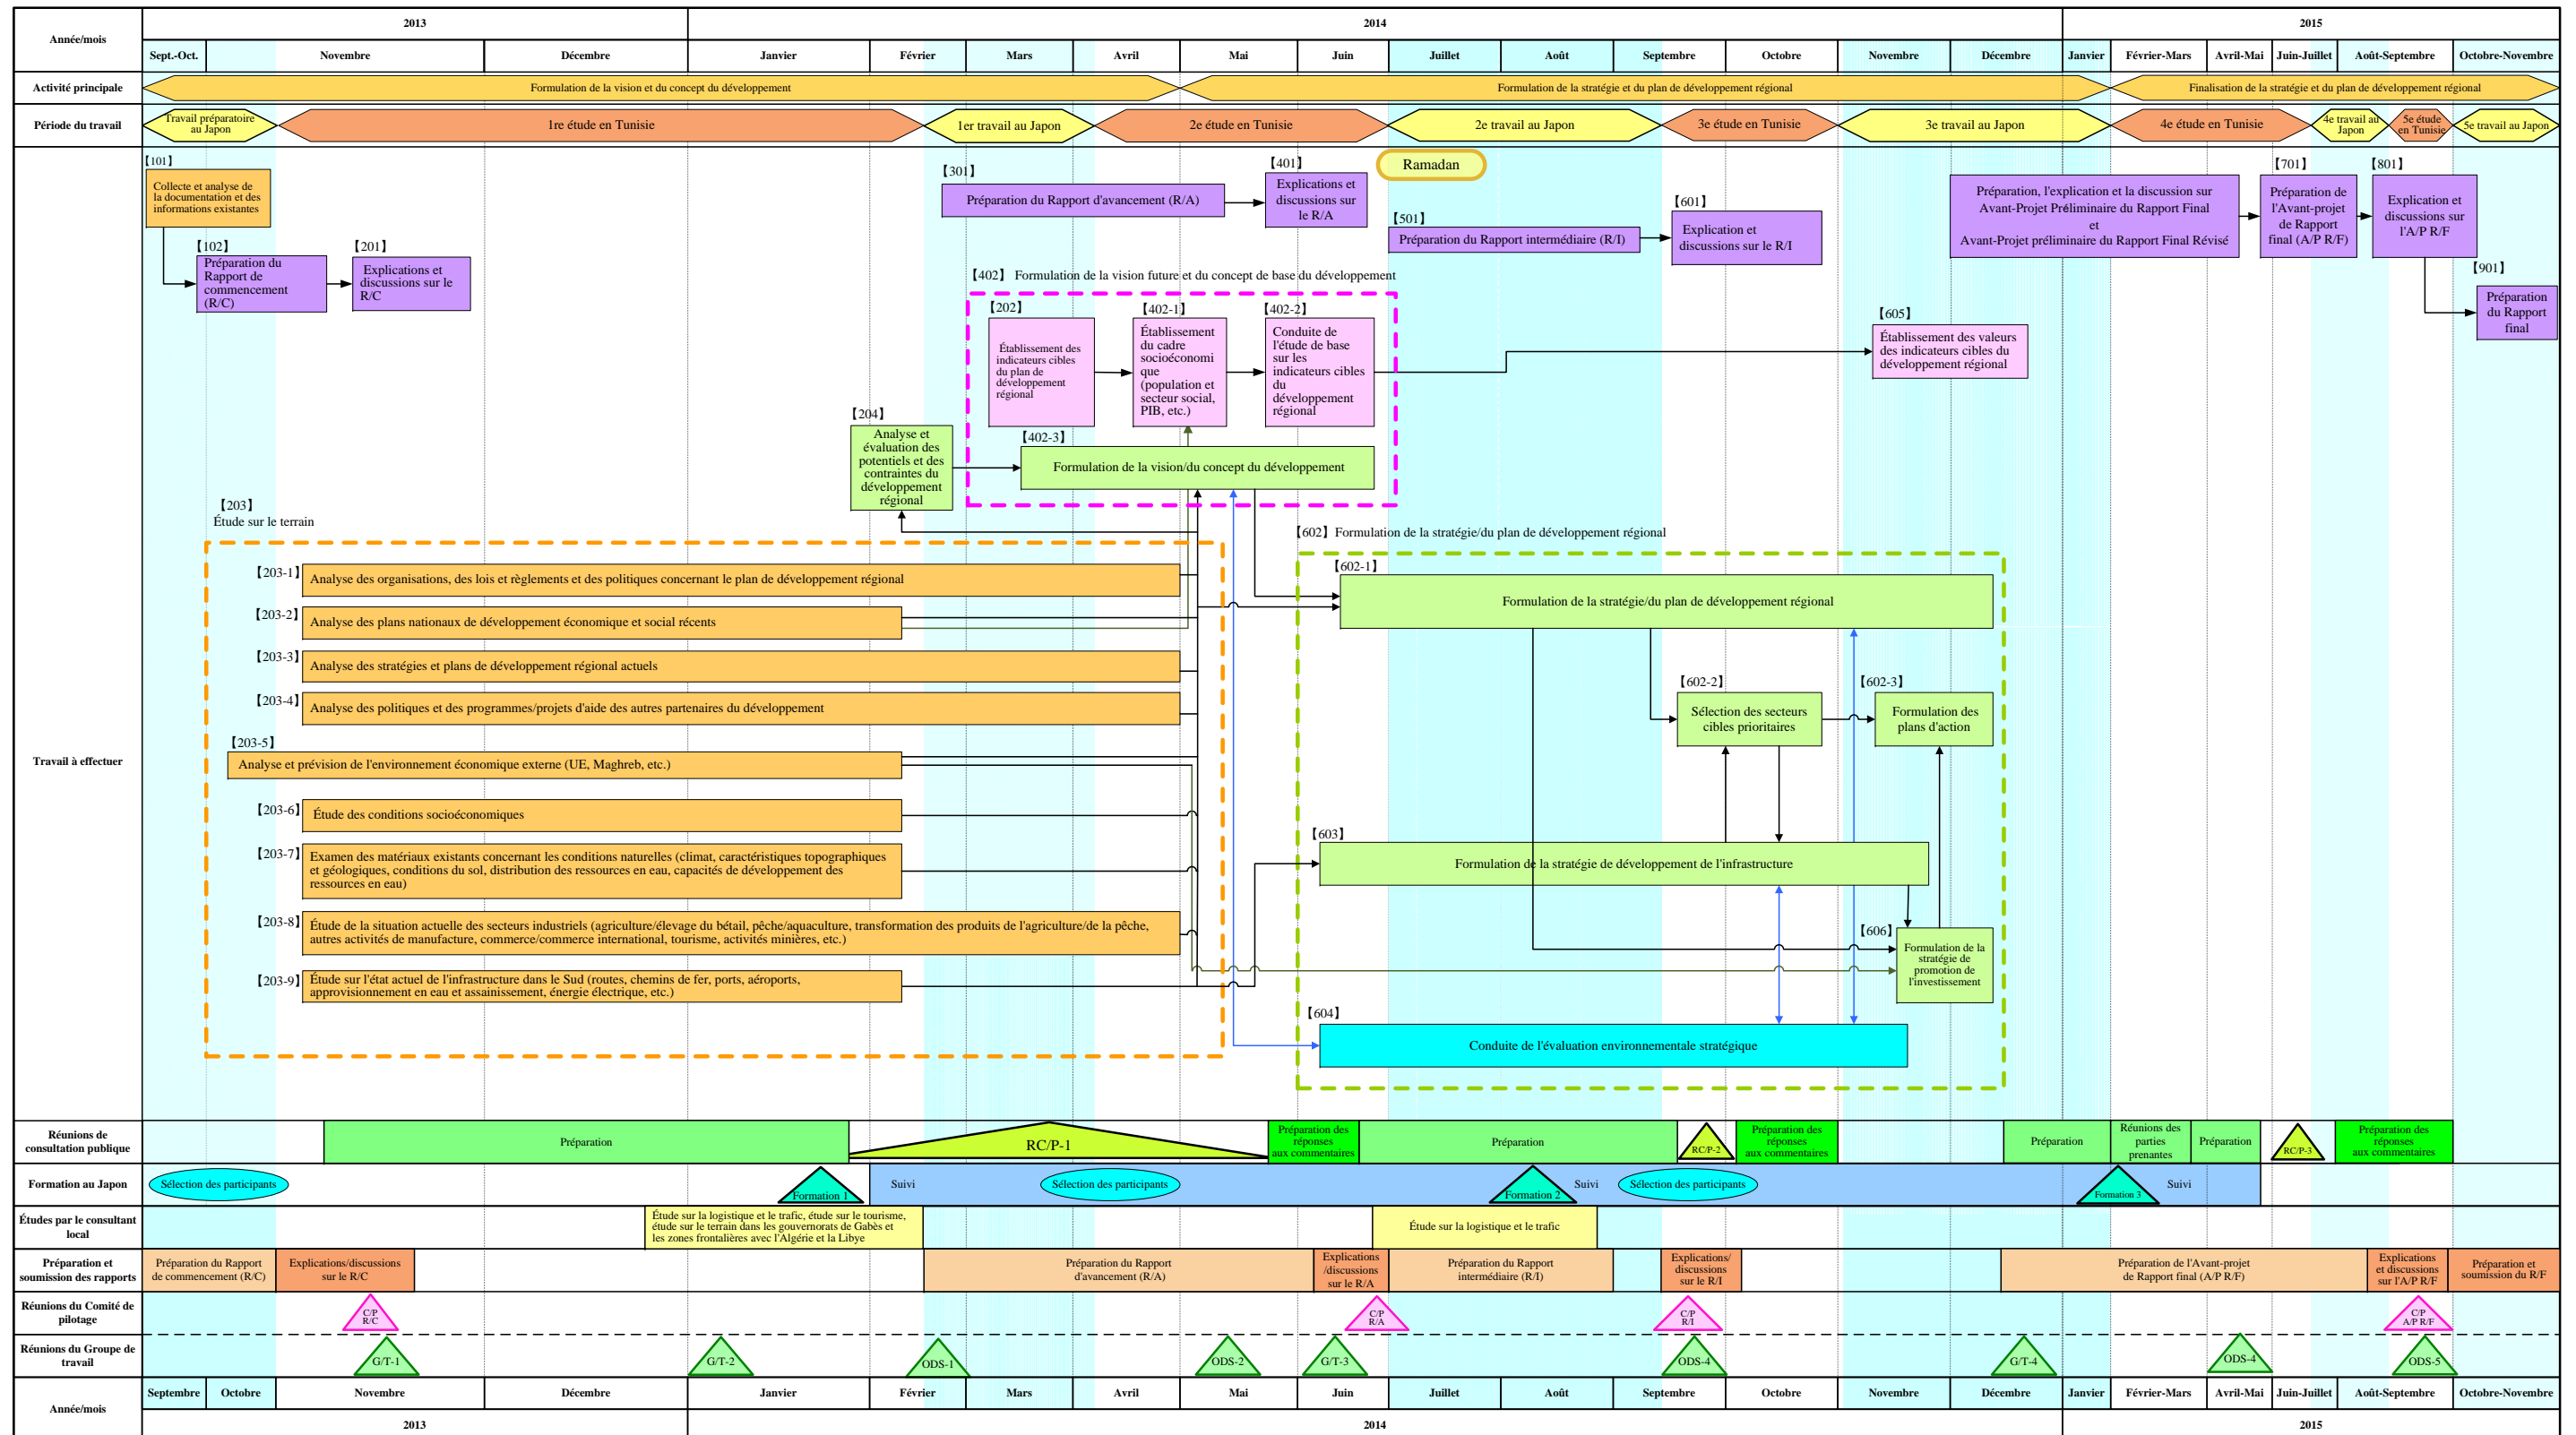 Année/mois
2013
2014
2015
Sept.-Oct.
Novembre
Décembre
Janvier
Février
Mars
Avril
Mai
Juin
Juillet
Août
Septembre
Octobre
Novembre
Décembre
Janvier
Février-Mars
Avril-Mai
Juin-Juillet
Août-Septembre
Octobre-Novembre
Activité principale
Formulation de la vision et du concept du développement
Formulation de la stratégie et du plan de développement régional
Finalisation de la stratégie et du plan de développement régional
Période du travail
Travail préparatoire
au Japon
1re étude en Tunisie
1er travail au Japon
2e étude en Tunisie
2e travail au Japon
3e étude en Tunisie
3e travail au Japon
4e étude en Tunisie
4e travail au
Japon
5e étude
en Tunisie
5e travail au Japon
Travail à effectuer
【101】
Collecte et analyse de
la documentation et des
informations existantes
【102】
Préparation du
Rapport de
commencement
(R/C)
【201】
Explications et
discussions sur le
R/C
【301】
Préparation du Rapport d'avancement (R/A)
【401】
Explications et
discussions sur
le R/A
Ramadan
【501】
Préparation du Rapport intermédiaire (R/I)
【601】
Explication et
discussions sur le R/I
Préparation, l'explication et la discussion sur
Avant-Projet Préliminaire du Rapport Final
et
Avant-Projet préliminaire du Rapport Final Révisé
【701】
Préparation de
l'Avant-projet
de Rapport
final (A/P R/F)
【801】
Explication et
discussions sur
l'A/P R/F
【901】
Préparation
du Rapport
final
【402】 Formulation de la vision future et du concept de base du développement
【202】
Établissement des
indicateurs cibles
du plan de
développement
régional
【402-1】
Établissement
du cadre
socioéconomi
que
(population et
secteur social,
PIB, etc.)
【402-2】
Conduite de
l'étude de base
sur les
indicateurs cibles
du
développement
régional
【605】
Établissement des valeurs
des indicateurs cibles du
développement régional
【204】
Analyse et
évaluation des
potentiels et des
contraintes du
développement
régional
【402-3】
Formulation de la vision/du concept du développement
【203】
Étude sur le terrain
【203-1】
Analyse des organisations, des lois et règlements et des politiques concernant le plan de développement régional
【203-2】
Analyse des plans nationaux de développement économique et social récents
【203-3】
Analyse des stratégies et plans de développement régional actuels
【203-4】
Analyse des politiques et des programmes/projets d'aide des autres partenaires du développement
【203-5】
Analyse et prévision de l'environnement économique externe (UE, Maghreb, etc.)
【203-6】
Étude des conditions socioéconomiques
【203-7】
Examen des matériaux existants concernant les conditions naturelles (climat, caractéristiques topographiques
et géologiques, conditions du sol, distribution des ressources en eau, capacités de développement des
ressources en eau)
【203-8】
Étude de la situation actuelle des secteurs industriels (agriculture/élevage du bétail, pêche/aquaculture, transformation des produits de l'agriculture/de la pêche,
autres activités de manufacture, commerce/commerce international, tourisme, activités minières, etc.)
【203-9】
Étude sur l'état actuel de l'infrastructure dans le Sud (routes, chemins de fer, ports, aéroports,
approvisionnement en eau et assainissement, énergie électrique, etc.)
【602】Formulation de la stratégie/du plan de développement régional
【602-1】
Formulation de la stratégie/du plan de développement régional
【602-2】
Sélection des secteurs
cibles prioritaires
【602-3】
Formulation des
plans d'action
【603】
Formulation de la stratégie de développement de l'infrastructure
【606】
Formulation de la
stratégie de
promotion de
l'investissement
【604】
Conduite de l'évaluation environnementale stratégique
Réunions de
consultation publique
Préparation
RC/P-1
Préparation des
réponses
aux commentaires
Préparation
RC/P-2
Préparation des
réponses
aux commentaires
Préparation
Réunions des
parties
prenantes
Préparation
RC/P-3
Préparation des
réponses
aux commentaires
Formation au Japon
Sélection des participants
Formation 1
Suivi
Sélection des participants
Formation 2
Suivi
Sélection des participants
Formation 3
Suivi
Études par le consultant
local
Étude sur la logistique et le trafic, étude sur le tourisme,
étude sur le terrain dans les gouvernorats de Gabès et
les zones frontalières avec l'Algérie et la Libye
Étude sur la logistique et le trafic
Préparation et
soumission des rapports
Préparation du Rapport
de commencement (R/C)
Explications/discussions
sur le R/C
Préparation du Rapport
d'avancement (R/A)
Explications
/discussions
sur le R/A
Préparation du Rapport
intermédiaire (R/I)
Explications/
discussions
sur le R/I
Préparation de l'Avant-projet
de Rapport final (A/P R/F)
Explications
et discussions
sur l'A/P R/F
Préparation et
soumission du R/F
Réunions du Comité de
pilotage
C/P
R/C
C/P
R/A
C/P
R/I
C/P
A/P R/F
Réunions du Groupe de
travail
G/T-1
G/T-2
ODS-1
ODS-2
G/T-3
ODS-4
G/T-4
ODS-4
ODS-5
Année/mois
Septembre
Octobre
Novembre
Décembre
Janvier
Février
Mars
Avril
Mai
Juin
Juillet
Août
Septembre
Octobre
Novembre
Décembre
Janvier
Février-Mars
Avril-Mai
Juin-Juillet
Août-Septembre
Octobre-Novembre
2013
2014
2015